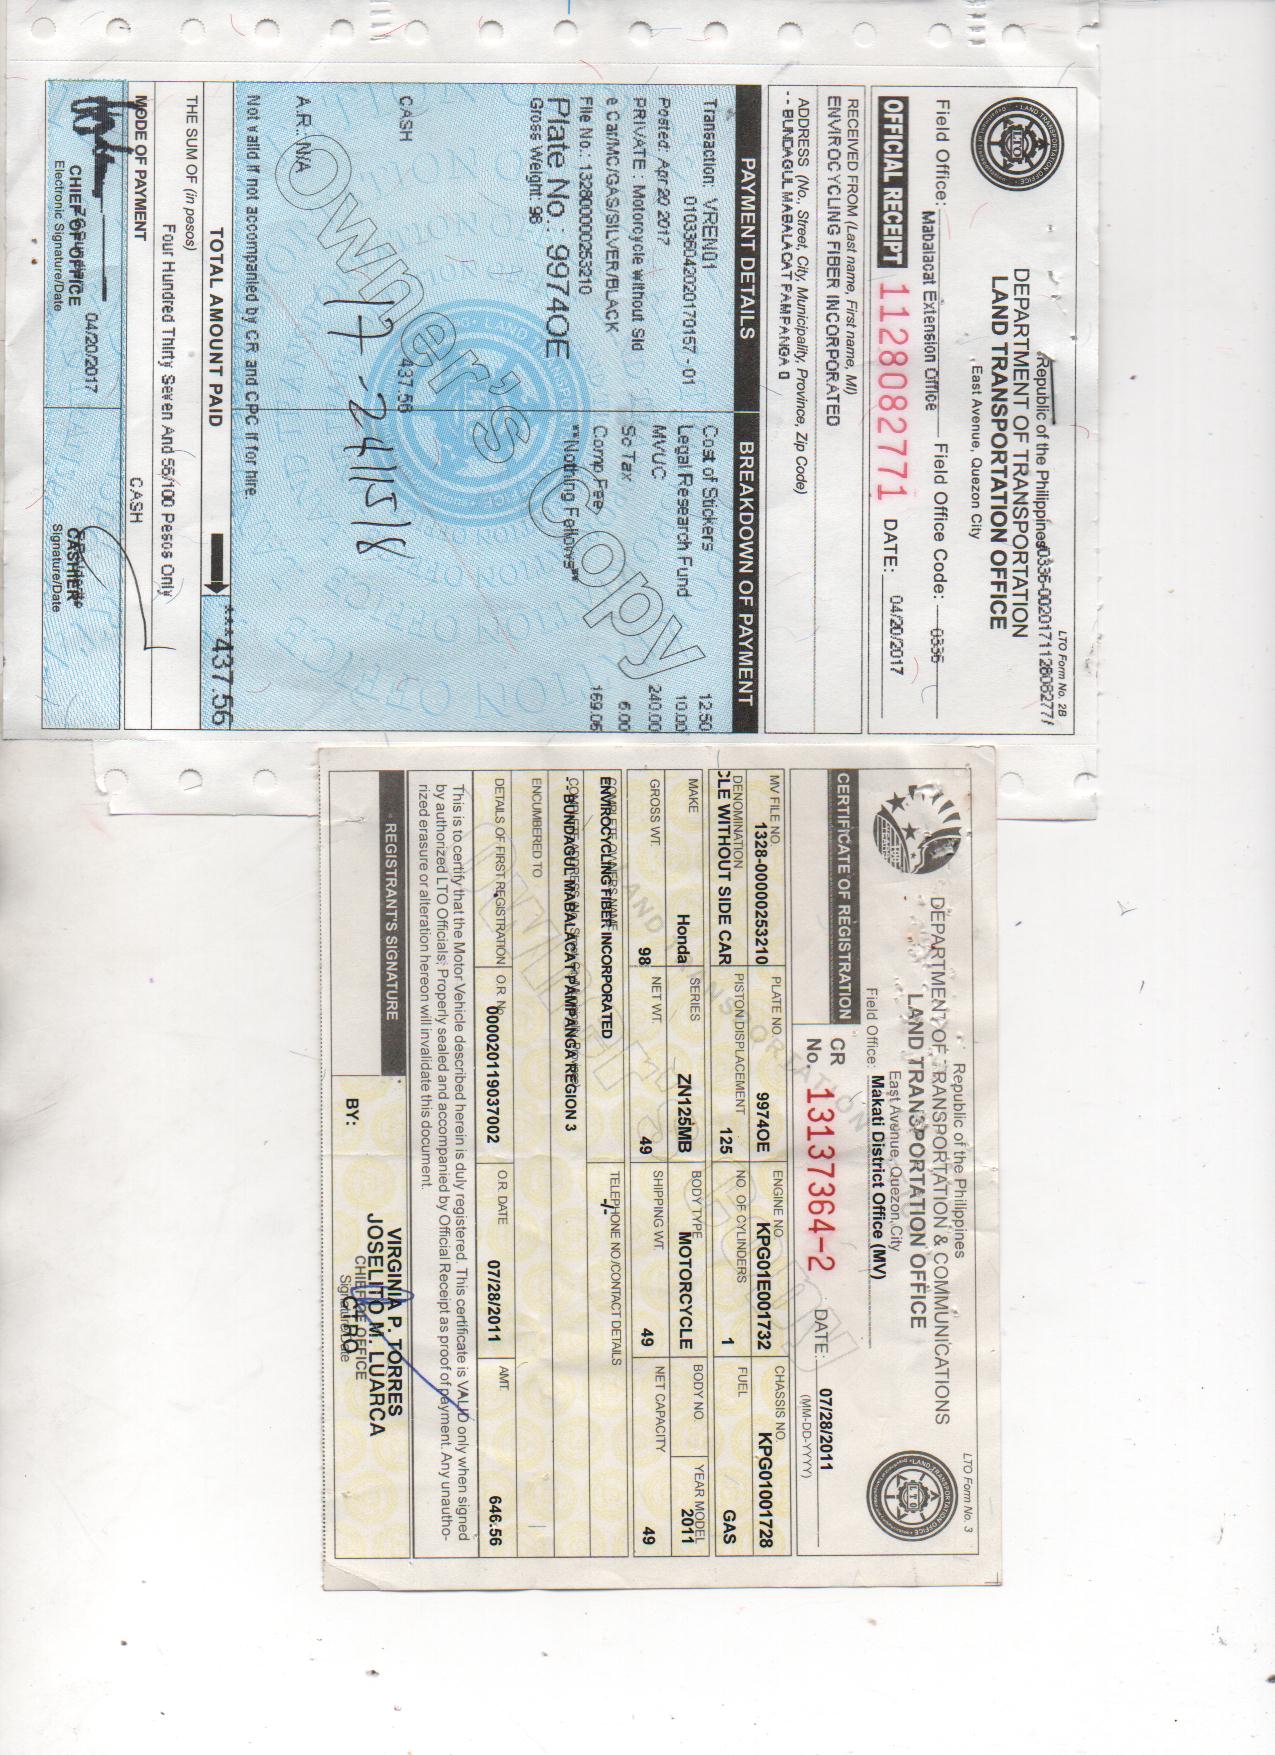 LTO Form No. 2B
Republic of the Philippines
0336-002017112808277/
DEPARTMENT OF TRANSPORTATION
LAND TRANSPORTATION OFFICE
East Avenue, Quezon City
Field Office: Mabalacat Extension Office Field Office Code: 0336
OFFICIAL RECEIPT 1128082771 DATE: 04/20/2017
RECEIVED FROM (Last name, First name, MI)
ENVIROCYCLING FIBER INCORPORATED
ADDRESS (No., Street, City, Municipality, Province, Zip Code)
-- BUNDAGUL MABALACAT PAMPANGA 0
PAYMENT DETAILS BREAKDOWN OF PAYMENT
Transaction: VREN01
010336042020170157 - 01
Posted: Apr 20 2017
PRIVATE : Motorcycle without Sid
e Car/MC/GAS/SILVER/BLACK
File No.: 132800000253210
Plate No.: 9974OE
Gross Weight: 98
Cost of Stickers 12.50
Legal Research Fund 10.00
MVUC 240.00
Sc Tax 6.00
Comp Fee 169.06
**Nothing Fellows**
Owner's Copy
CASH 437.56
17-241158
A.R.: N/A
Not valid if not accompanied by CR and CPC if for hire.
TOTAL AMOUNT PAID ***437.56
THE SUM OF (in pesos)
Four Hundred Thirty Seven And 56/100 Pesos Only
MODE OF PAYMENT CASH
04/20/2017
CHIEF OF OFFICE CASHIER
Electronic Signature/Date Signature/Date
LTO Form No. 3
Republic of the Philippines
DEPARTMENT OF TRANSPORTATION & COMMUNICATIONS
LAND TRANSPORTATION OFFICE
East Avenue, Quezon City
Field Office: Makati District Office (MV)
CERTIFICATE OF REGISTRATION CR No. 13137364-2 DATE: 07/28/2011
(MM-DD-YYYY)
MV FILE NO. PLATE NO. ENGINE NO. CHASSIS NO.
1328-00000253210 9974OE KPG01E001732 KPG01001728
DENOMINATION PISTON DISPLACEMENT NO. OF CYLINDERS FUEL
CLE WITHOUT SIDE CAR 125 1 GAS
MAKE SERIES BODY TYPE BODY NO. YEAR MODEL
Honda ZN125MB MOTORCYCLE 2011
GROSS WT. NET WT. SHIPPING WT. NET CAPACITY
98 49 49 49
COMPLETE OWNER'S NAME TELEPHONE NO./CONTACT DETAILS
ENVIROCYCLING FIBER INCORPORATED -/-
COMPLETE ADDRESS (No., Street, City/Municipality, Province)
- - BUNDAGUL MABALACAT PAMPANGA REGION 3
ENCUMBERED TO
DETAILS OF FIRST REGISTRATION O.R. No. 000020119037002 O.R. DATE 07/28/2011 AMT. 646.56
This is to certify that the Motor Vehicle described herein is duly registered. This certificate is VALID only when signed
by authorized LTO Officials; Properly sealed and accompanied by Official Receipt as proof of payment. Any unautho-
rized erasure or alteration hereon will invalidate this document.
REGISTRANT'S SIGNATURE
VIRGINIA P. TORRES
JOSELITO M. LUARCA
CHIEF OF OFFICE
BY: CTRO
Signature/Date
Owner's Copy